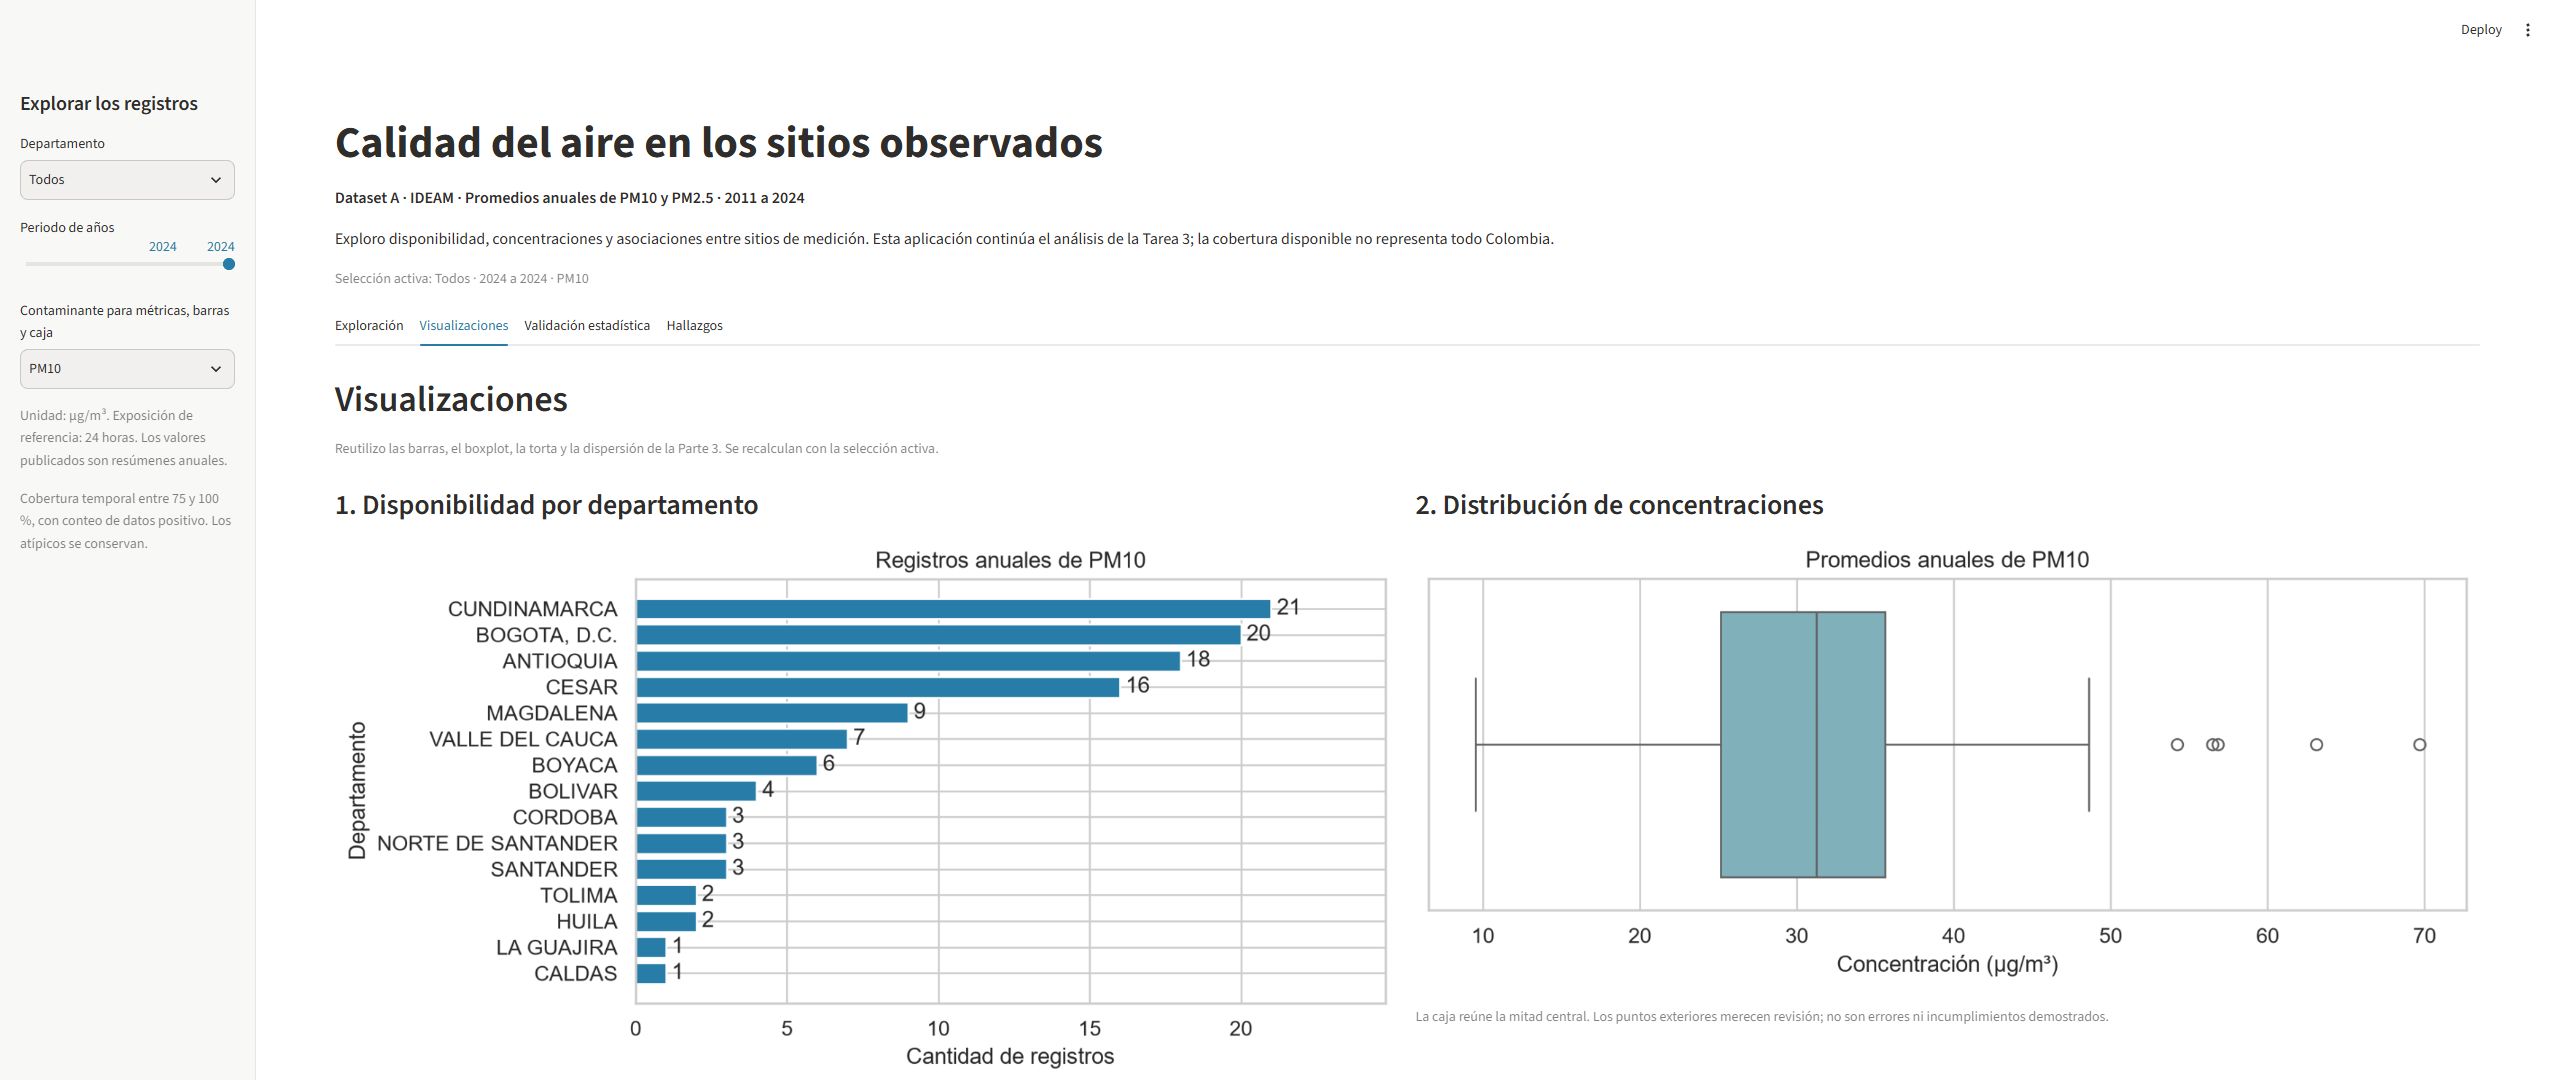 Deploy
Explorar los registros
Departamento
Todos
Periodo de años
2024 2024
Contaminante para métricas, barras
y caja
PM10
Unidad: µg/m³. Exposición de
referencia: 24 horas. Los valores
publicados son resúmenes anuales.
Cobertura temporal entre 75 y 100
%, con conteo de datos positivo. Los
atípicos se conservan.
Calidad del aire en los sitios observados
Dataset A · IDEAM · Promedios anuales de PM10 y PM2.5 · 2011 a 2024
Exploro disponibilidad, concentraciones y asociaciones entre sitios de medición. Esta aplicación continúa el análisis de la Tarea 3; la cobertura disponible no representa todo Colombia.
Selección activa: Todos · 2024 a 2024 · PM10
Exploración Visualizaciones Validación estadística Hallazgos
Visualizaciones
Reutilizo las barras, el boxplot, la torta y la dispersión de la Parte 3. Se recalculan con la selección activa.
1. Disponibilidad por departamento
Registros anuales de PM10
Departamento
CUNDINAMARCA 21
BOGOTA, D.C. 20
ANTIOQUIA 18
CESAR 16
MAGDALENA 9
VALLE DEL CAUCA 7
BOYACA 6
BOLIVAR 4
CORDOBA 3
NORTE DE SANTANDER 3
SANTANDER 3
TOLIMA 2
HUILA 2
LA GUAJIRA 1
CALDAS 1
0 5 10 15 20
Cantidad de registros
2. Distribución de concentraciones
Promedios anuales de PM10
10 20 30 40 50 60 70
Concentración (µg/m³)
La caja reúne la mitad central. Los puntos exteriores merecen revisión; no son errores ni incumplimientos demostrados.